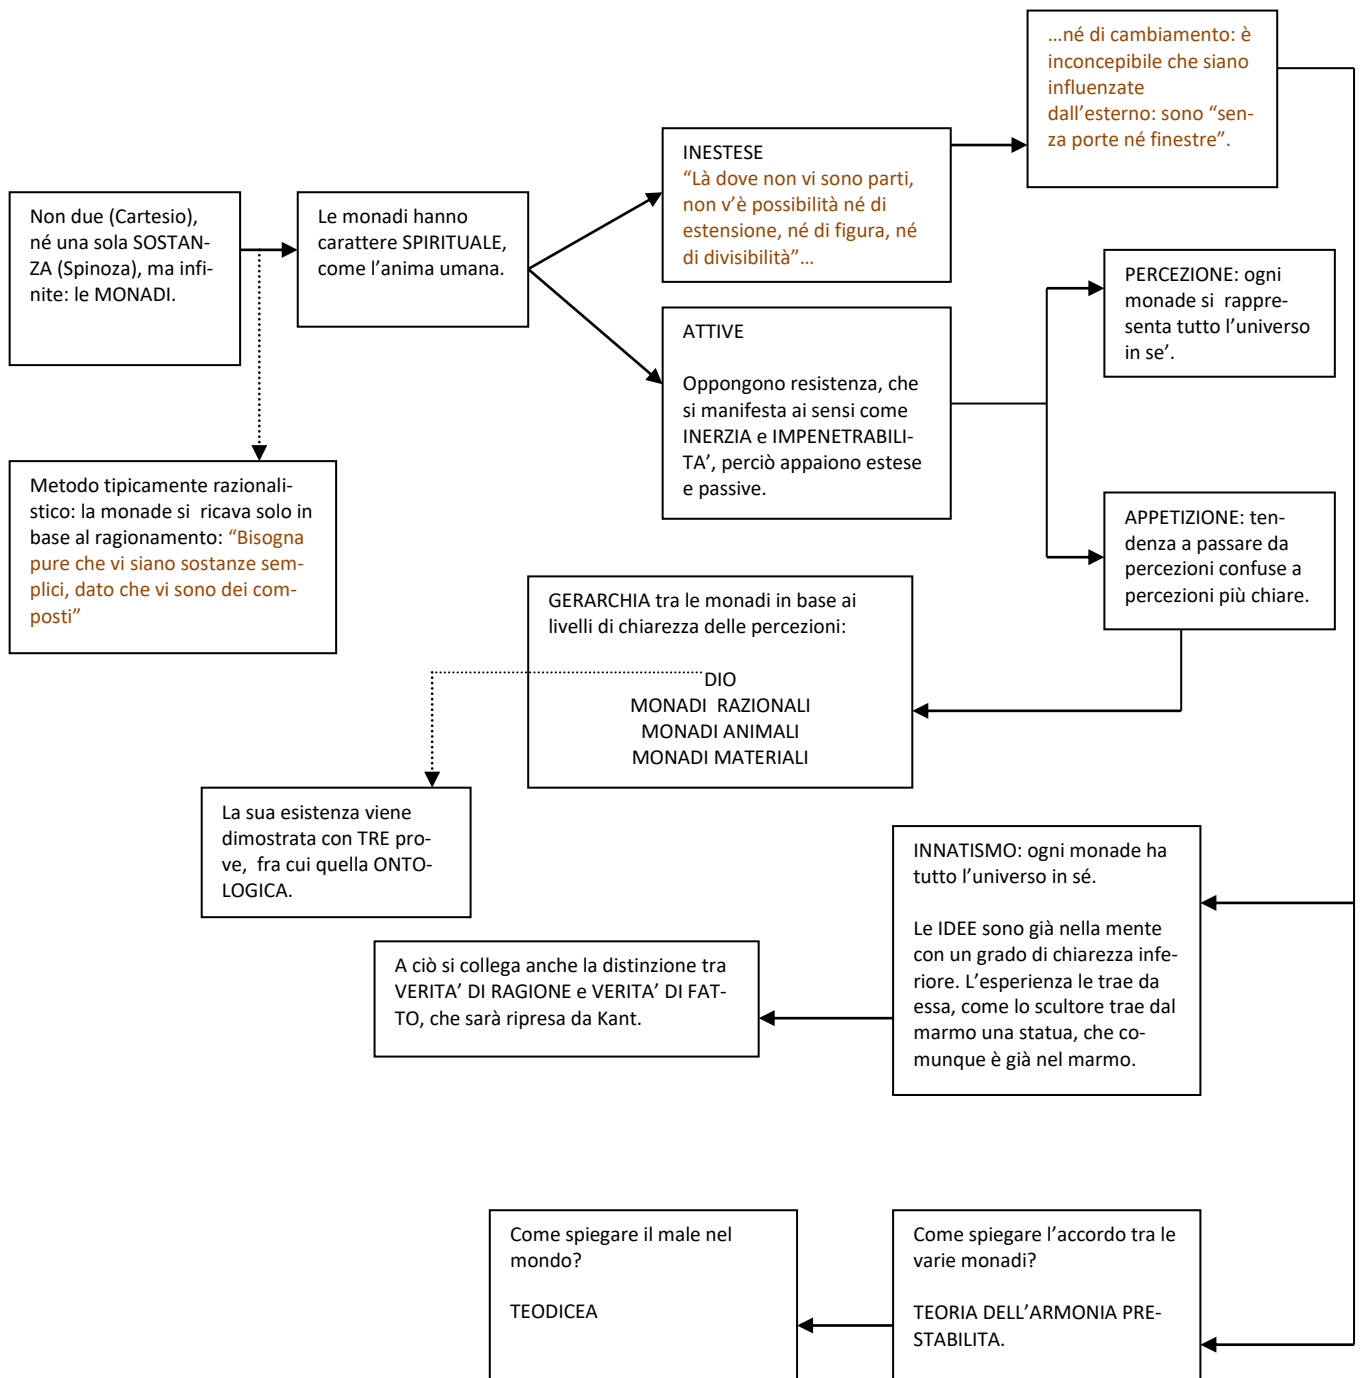 …né di cambiamento: è
inconcepibile che siano
influenzate
dall’esterno: sono “sen-
za porte né finestre”.
INESTESE
“Là dove non vi sono parti,
non v’è possibilità né di
estensione, né di figura, né
di divisibilità”…
Non due (Cartesio),
né una sola SOSTAN-
ZA (Spinoza), ma infi-
nite: le MONADI.
Le monadi hanno
carattere SPIRITUALE,
come l’anima umana.
PERCEZIONE: ogni
monade si  rappre-
senta tutto l’universo
in se’.
ATTIVE
Oppongono resistenza, che
si manifesta ai sensi come
INERZIA e IMPENETRABILI-
TA’, perciò appaiono estese
e passive.
Metodo tipicamente razionali-
stico: la monade si  ricava solo in
base al ragionamento: “Bisogna
pure che vi siano sostanze sem-
plici, dato che vi sono dei com-
posti”
APPETIZIONE: ten-
denza a passare da
percezioni confuse a
percezioni più chiare.
GERARCHIA tra le monadi in base ai
livelli di chiarezza delle percezioni:
DIO
MONADI  RAZIONALI
MONADI ANIMALI
MONADI MATERIALI
La sua esistenza viene
dimostrata con TRE pro-
ve,  fra cui quella ONTO-
LOGICA.
INNATISMO: ogni monade ha
tutto l’universo in sé.
Le IDEE sono già nella mente
con un grado di chiarezza infe-
riore. L’esperienza le trae da
essa, come lo scultore trae dal
marmo una statua, che co-
munque è già nel marmo.
A ciò si collega anche la distinzione tra
VERITA’ DI RAGIONE e VERITA’ DI FAT-
TO, che sarà ripresa da Kant.
Come spiegare il male nel
mondo?
TEODICEA
Come spiegare l’accordo tra le
varie monadi?
TEORIA DELL’ARMONIA PRE-
STABILITA.